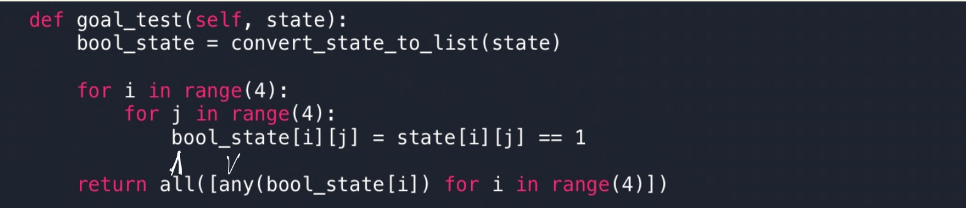 def goal_test(self, state):
bool_state = convert_state_to_list(state)
for i in range(4):
for j in range(4):
bool_state[i][j] = state[i][j] == 1
∧ ∨
return all([any(bool_state[i]) for i in range(4)])